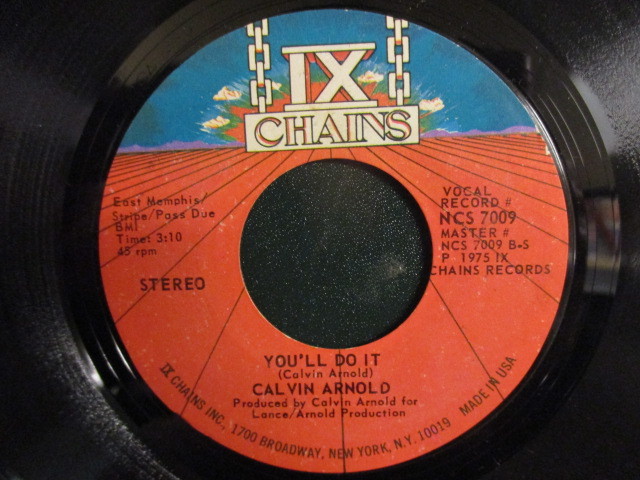 IX
CHAINS
East Memphis/
Stripe/Pass Due
BMI
Time: 3:10
45 rpm
STEREO
VOCAL
RECORD #
NCS 7009
MASTER #
NCS 7009 B-S
P 1975 IX
CHAINS RECORDS
YOU'LL DO IT
(Calvin Arnold)
CALVIN ARNOLD
Produced by Calvin Arnold for
Lance/Arnold Production
IX CHAINS INC., 1700 BROADWAY, NEW YORK, N.Y. 10019
MADE IN USA